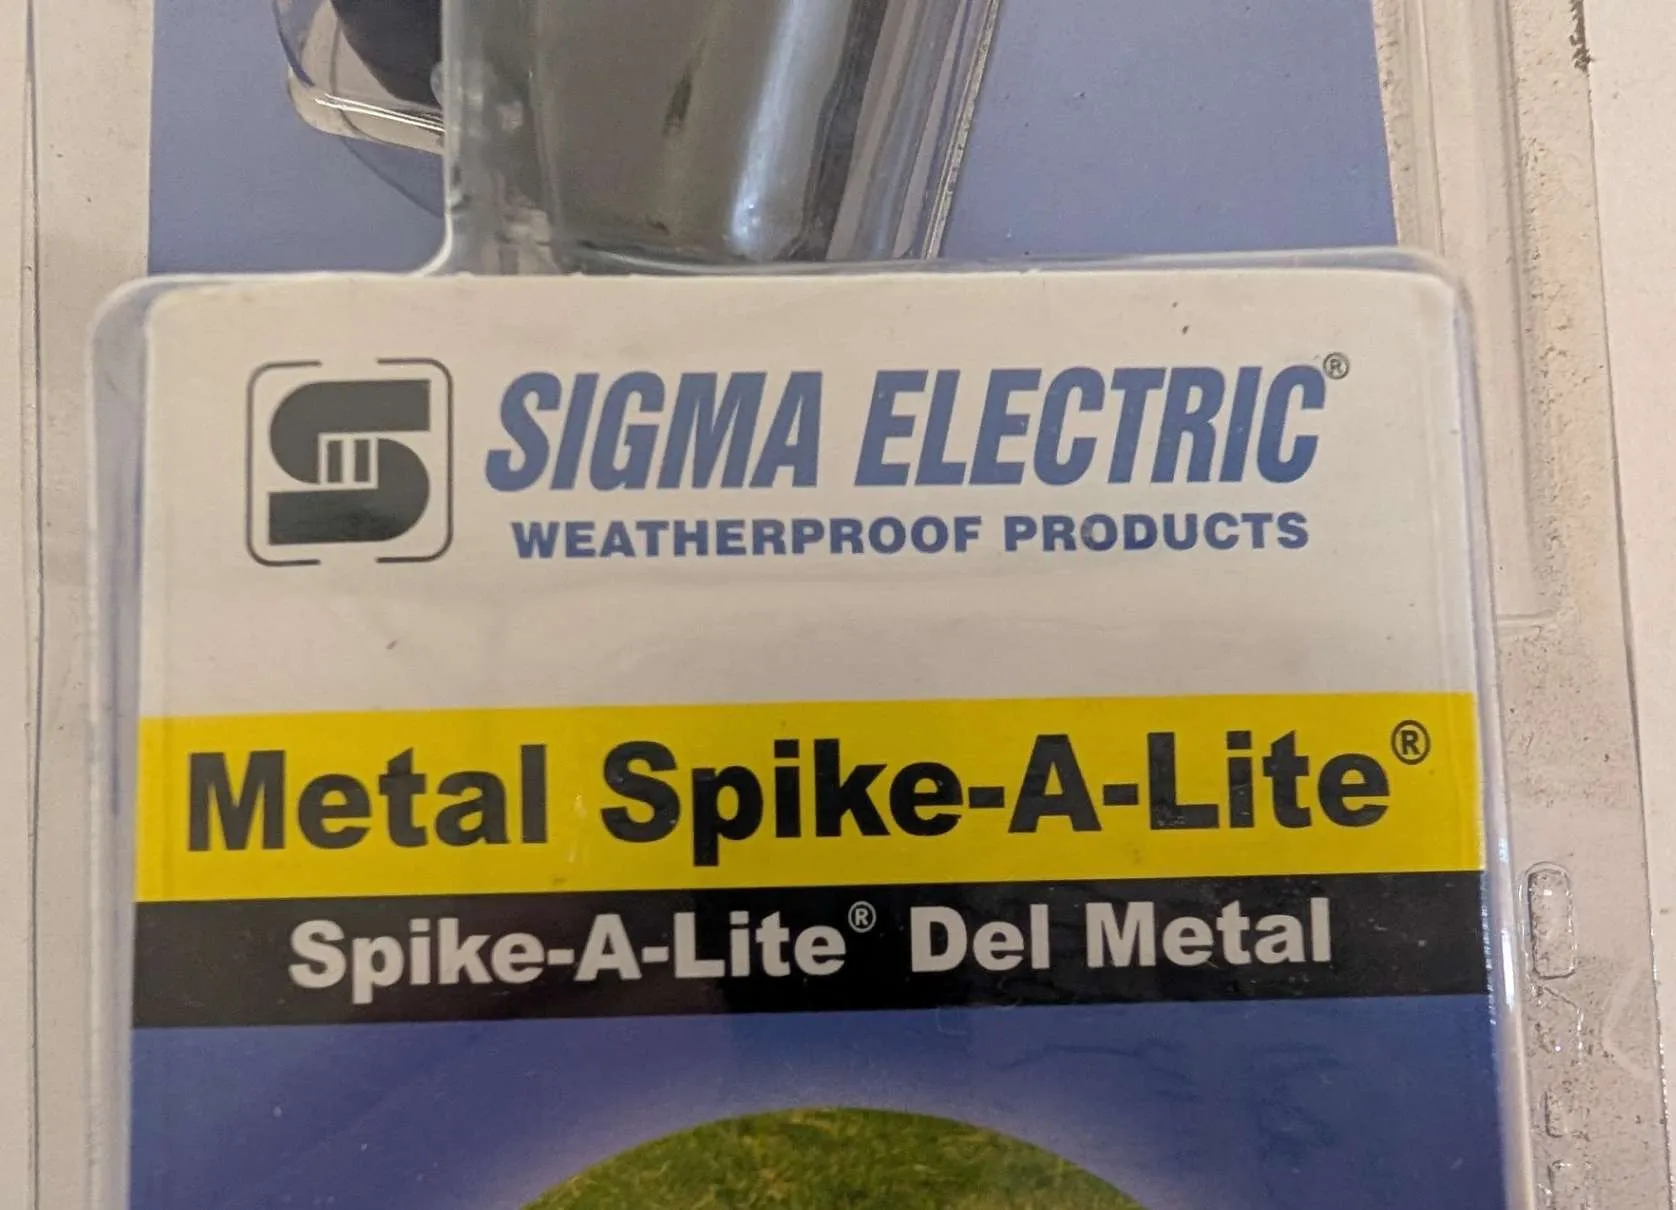 SIGMA ELECTRIC®
WEATHERPROOF PRODUCTS
Metal Spike-A-Lite®
Spike-A-Lite® Del Metal